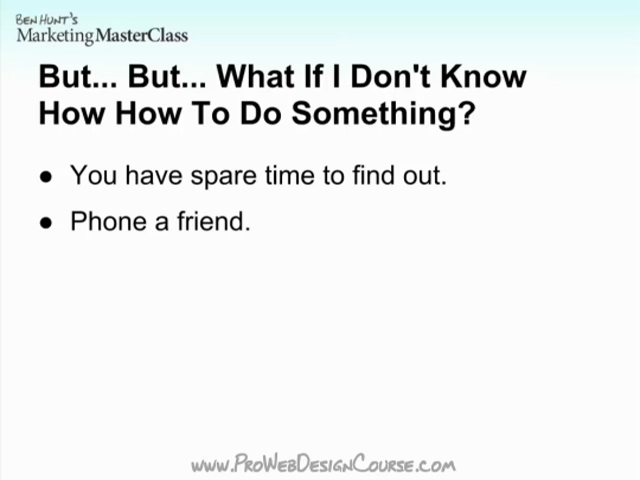 BEN HUNT'S
Marketing MasterClass
But... But... What If I Don't Know
How How To Do Something?
● You have spare time to find out.
● Phone a friend.
www.ProWebDesignCourse.com